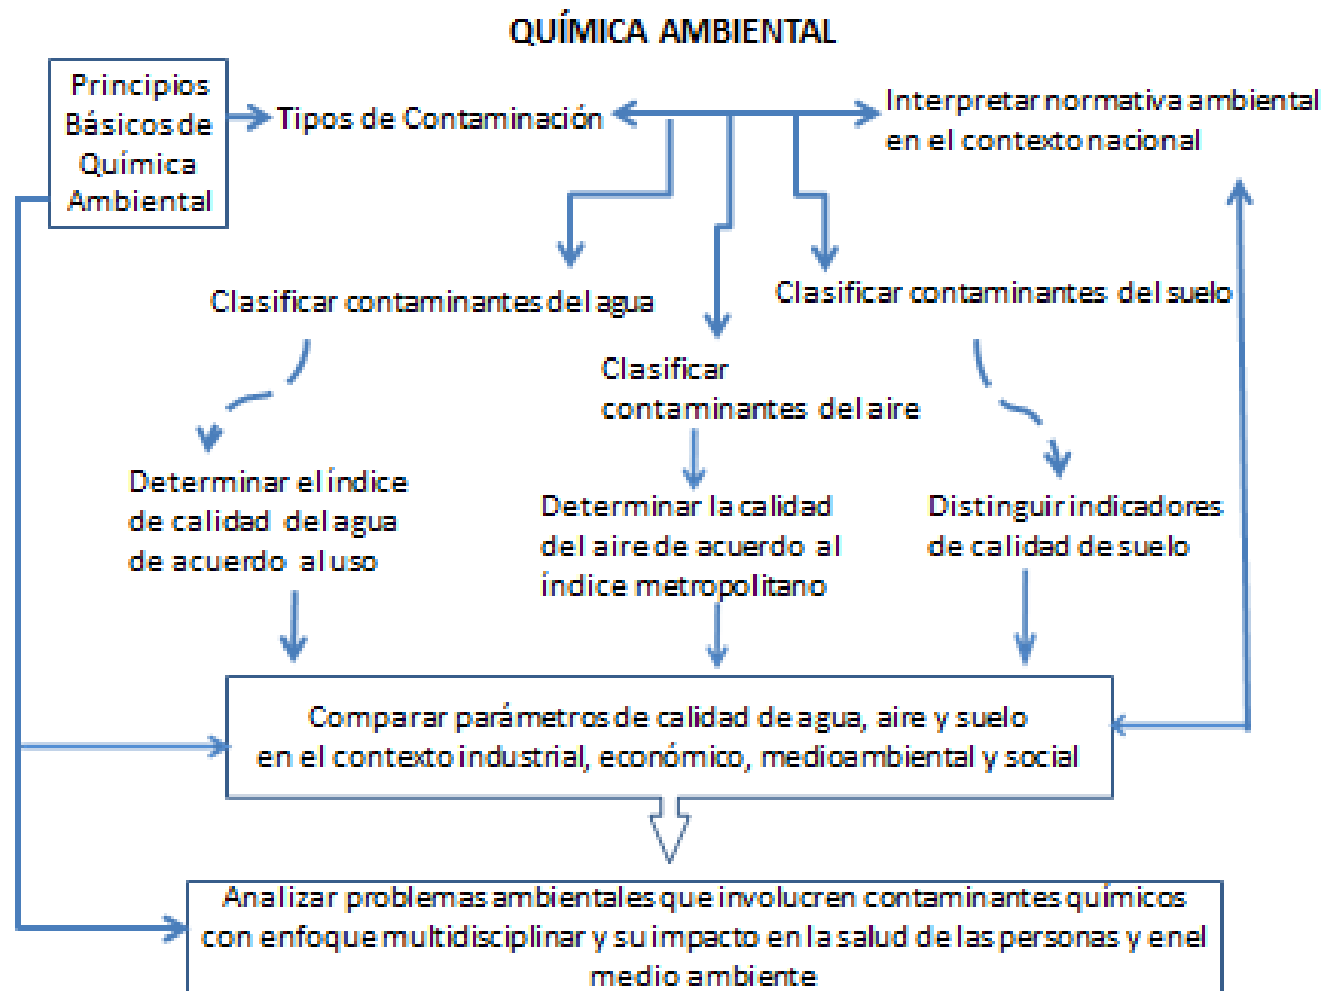 QUÍMICA AMBIENTAL
Principios
Básicos de
Química
Ambiental
Tipos de Contaminación
Interpretar normativa ambiental
en el contexto nacional
Clasificar contaminantes del agua
Clasificar contaminantes del suelo
Clasificar
contaminantes del aire
Determinar el índice
de calidad del agua
de acuerdo al uso
Determinar la calidad
del aire de acuerdo al
índice metropolitano
Distinguir indicadores
de calidad de suelo
Comparar parámetros de calidad de agua, aire y suelo
en el contexto industrial, económico, medioambiental y social
Analizar problemas ambientales que involucren contaminantes químicos
con enfoque multidisciplinar y su impacto en la salud de las personas y en el
medio ambiente